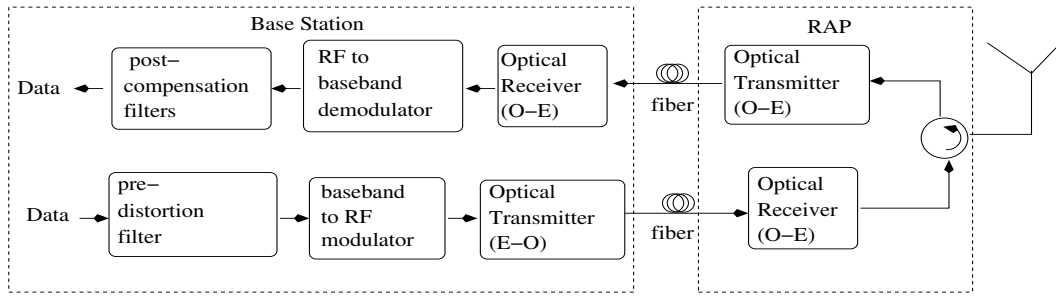 Base Station
RAP
Data
post−
compensation
filters
RF to
baseband
demodulator
Optical
Receiver
(O−E)
fiber
Optical
Transmitter
(O−E)
Data
pre−
distortion
filter
baseband
to RF
modulator
Optical
Transmitter
(E−O)
fiber
Optical
Receiver
(O−E)